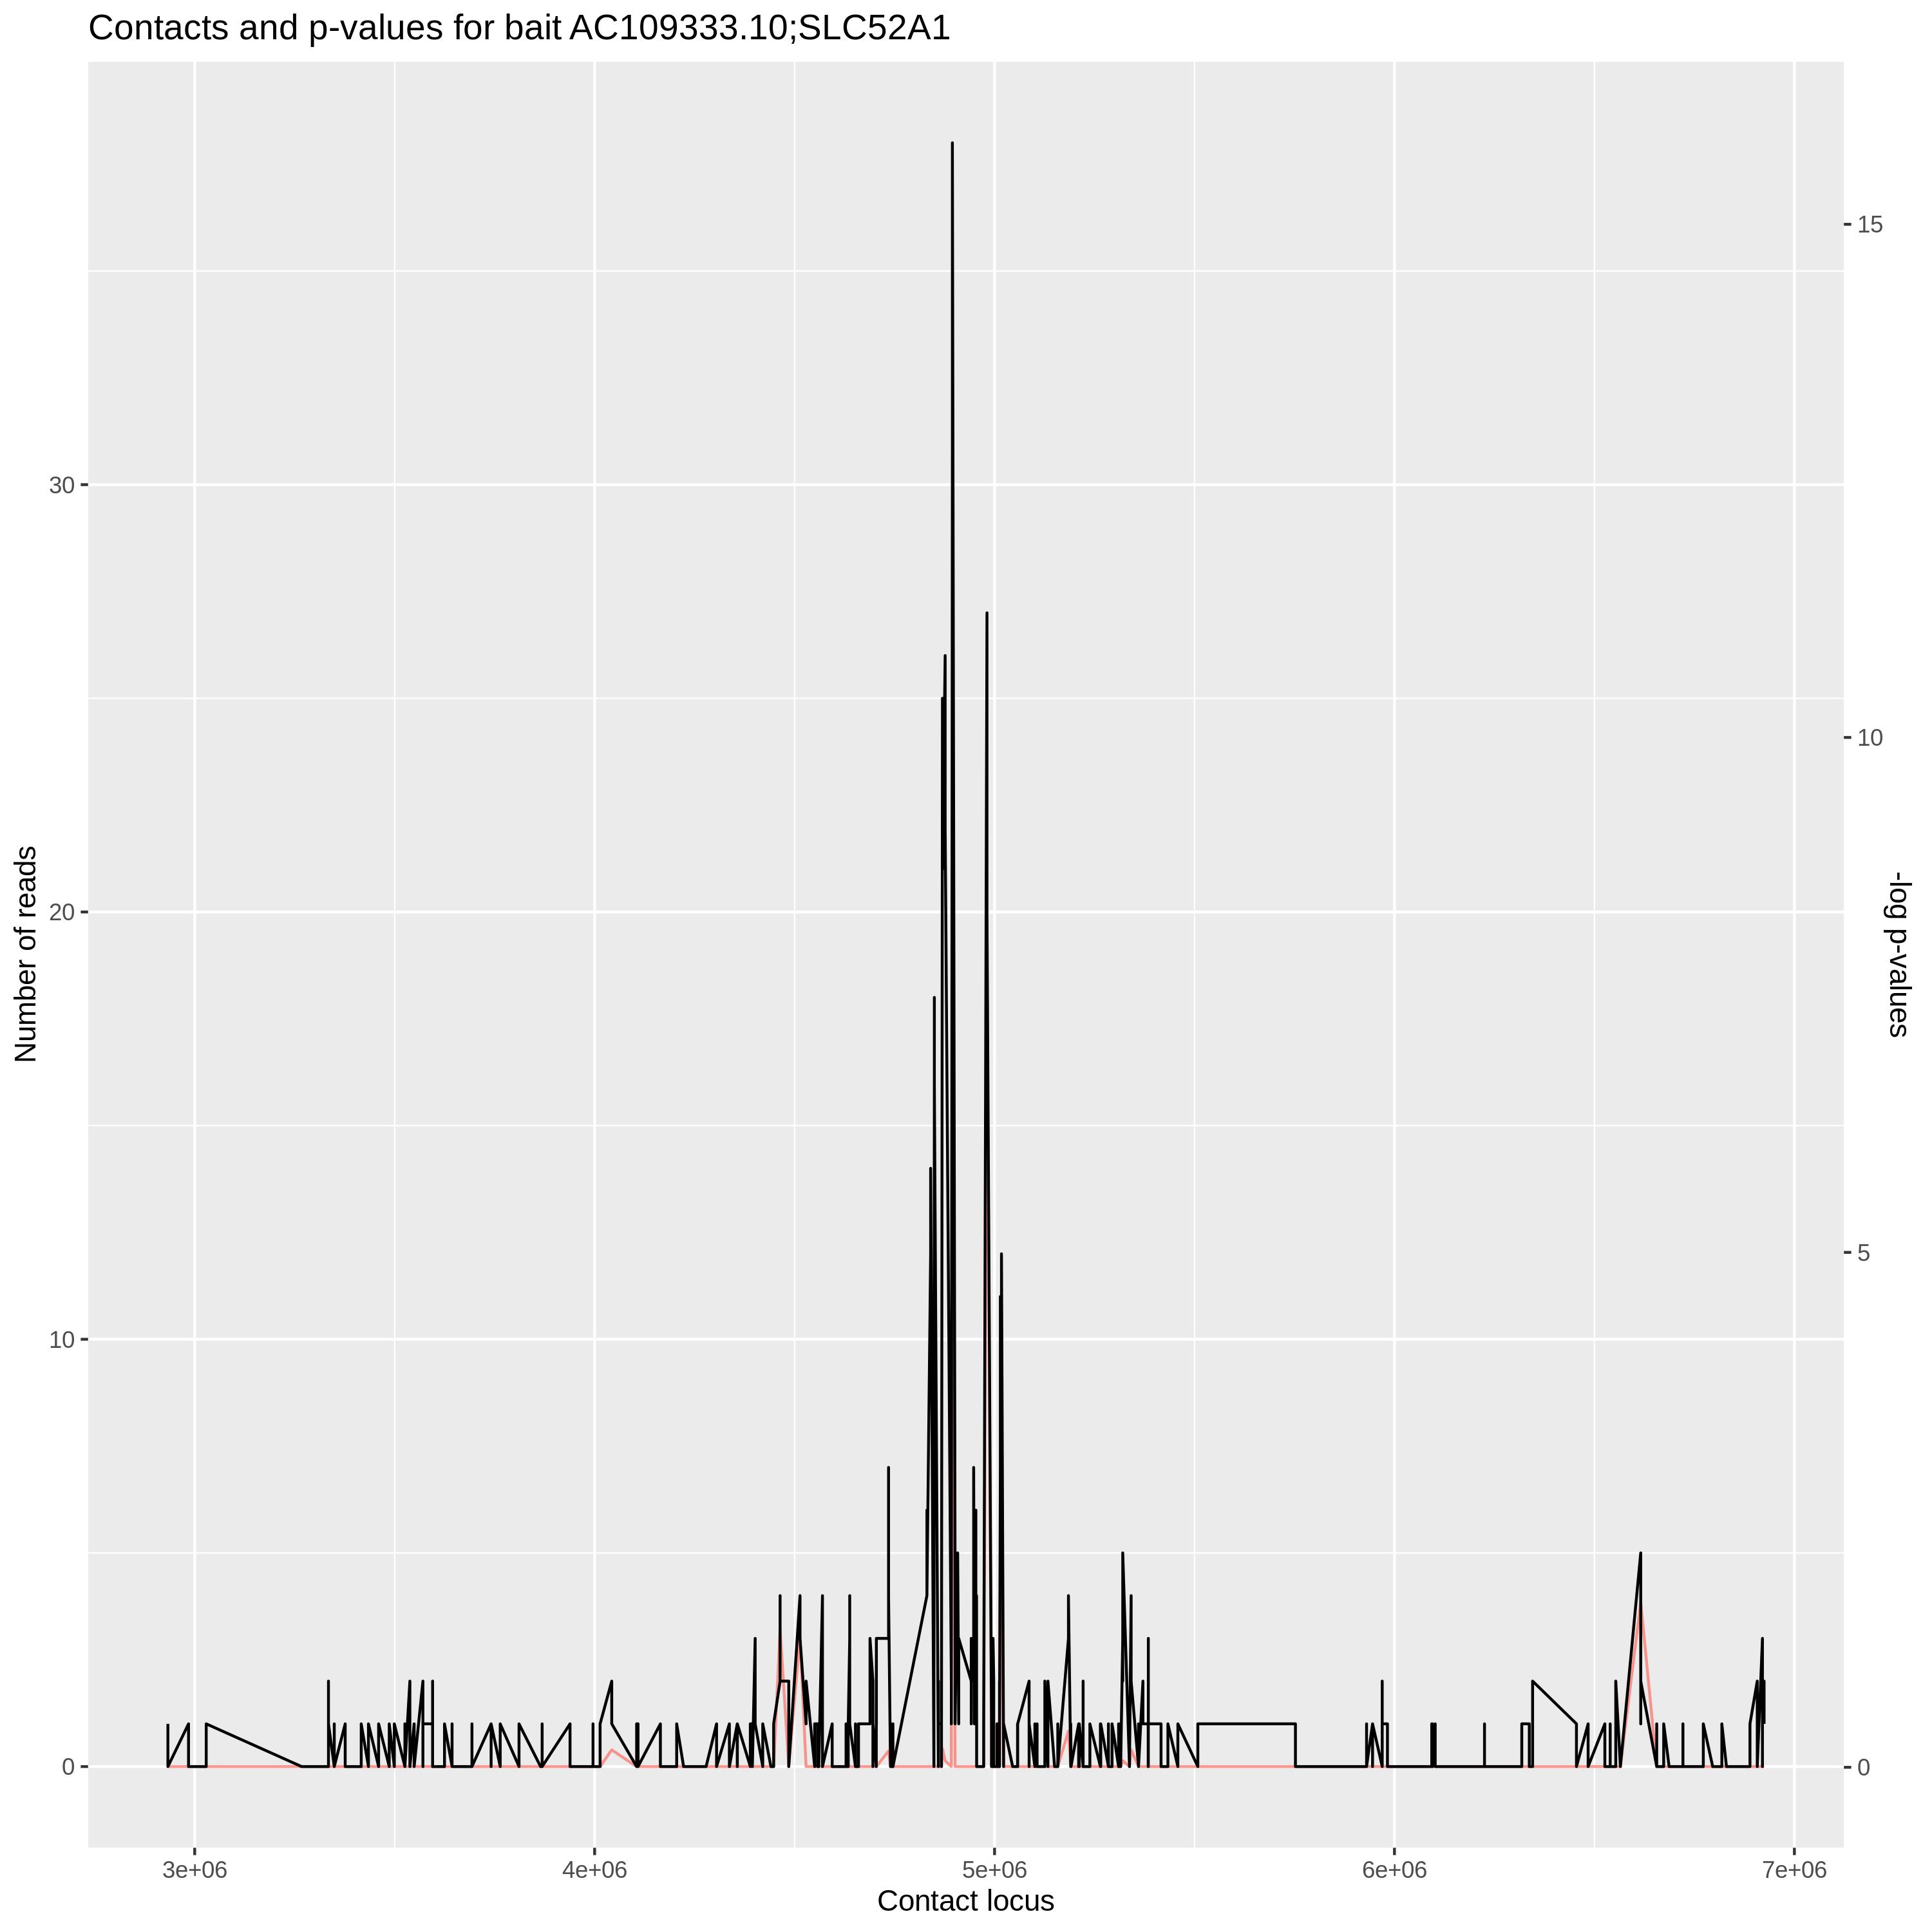 Contacts and p-values for bait AC109333.10;SLC52A1
Number of reads
30
20
10
0
15
10
5
0
-log p-values
3e+06
4e+06
5e+06
6e+06
7e+06
Contact locus